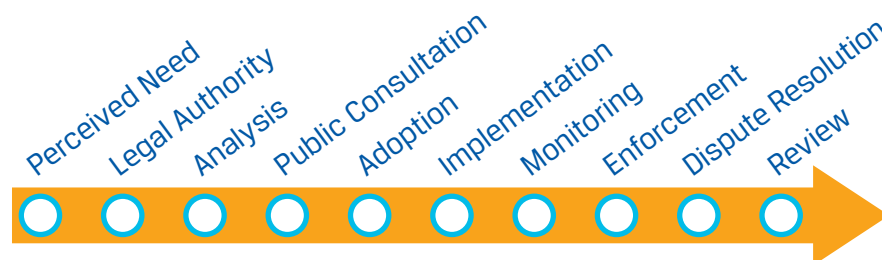 Perceived Need
Legal Authority
Analysis
Public Consultation
Adoption
Implementation
Monitoring
Enforcement
Dispute Resolution
Review